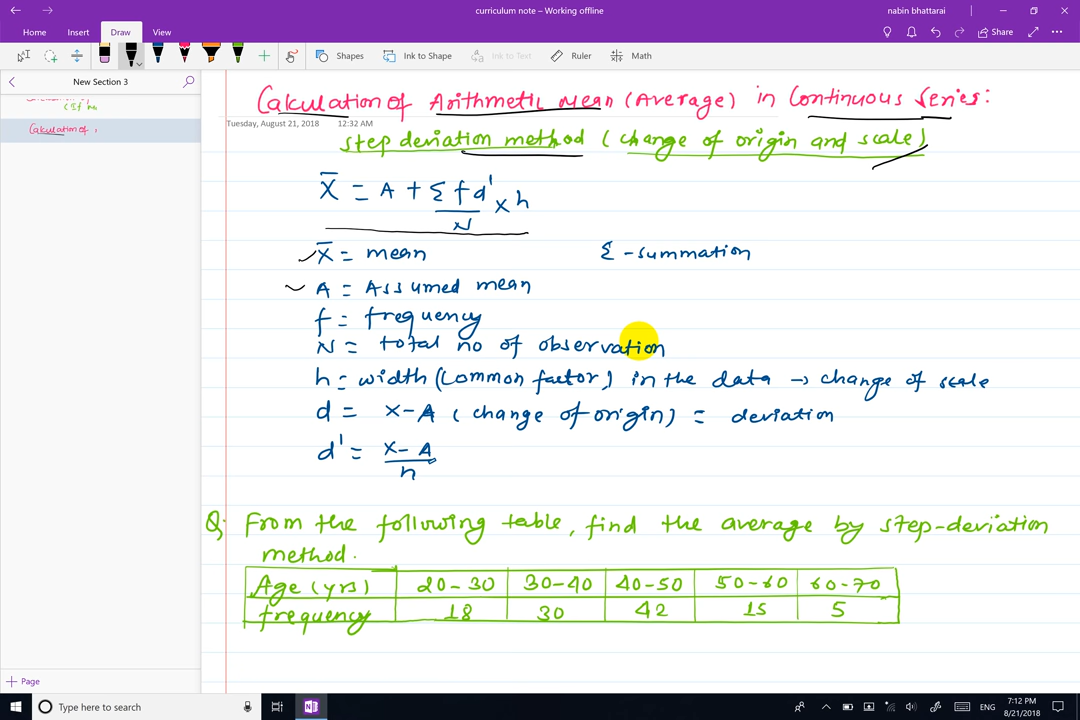 curriculum note – Working offline
nabin bhattarai
Home Insert Draw View
Share
Shapes Ink to Shape Ink to Text Ruler Math
New Section 3
Calculation of ,
Tuesday, August 21, 2018 12:32 AM
Calculation of Arithmetic Mean (Average) in Continuous Series:
step deviation method (change of origin and scale)
X̄ = A + Σfd'/N × h
X̄ = mean Σ - summation
A = Assumed mean
f = frequency
N = total no of observation
h = width (common factor) in the data → change of scale
d = X-A (change of origin) = deviation
d' = X-A/h
Q. From the following table, find the average by step-deviation
method.
Age (yrs) 20-30 30-40 40-50 50-60 60-70
frequency 18 30 42 15 5
Page
Type here to search
ENG
7:12 PM
8/21/2018